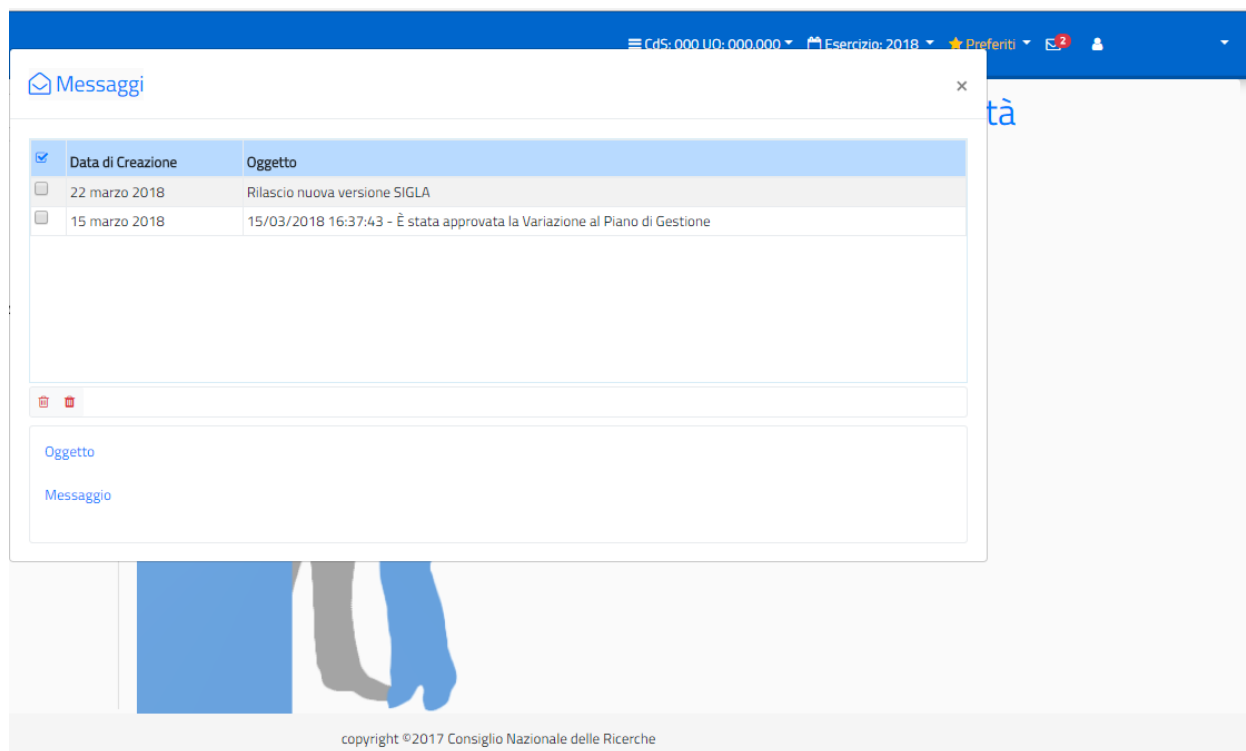 CdS: 000 UO: 000.000 Esercizio: 2018 Preferiti 2
Messaggi ×
tà
Data di Creazione Oggetto
22 marzo 2018 Rilascio nuova versione SIGLA
15 marzo 2018 15/03/2018 16:37:43 - È stata approvata la Variazione al Piano di Gestione
Oggetto
Messaggio
copyright ©2017 Consiglio Nazionale delle Ricerche